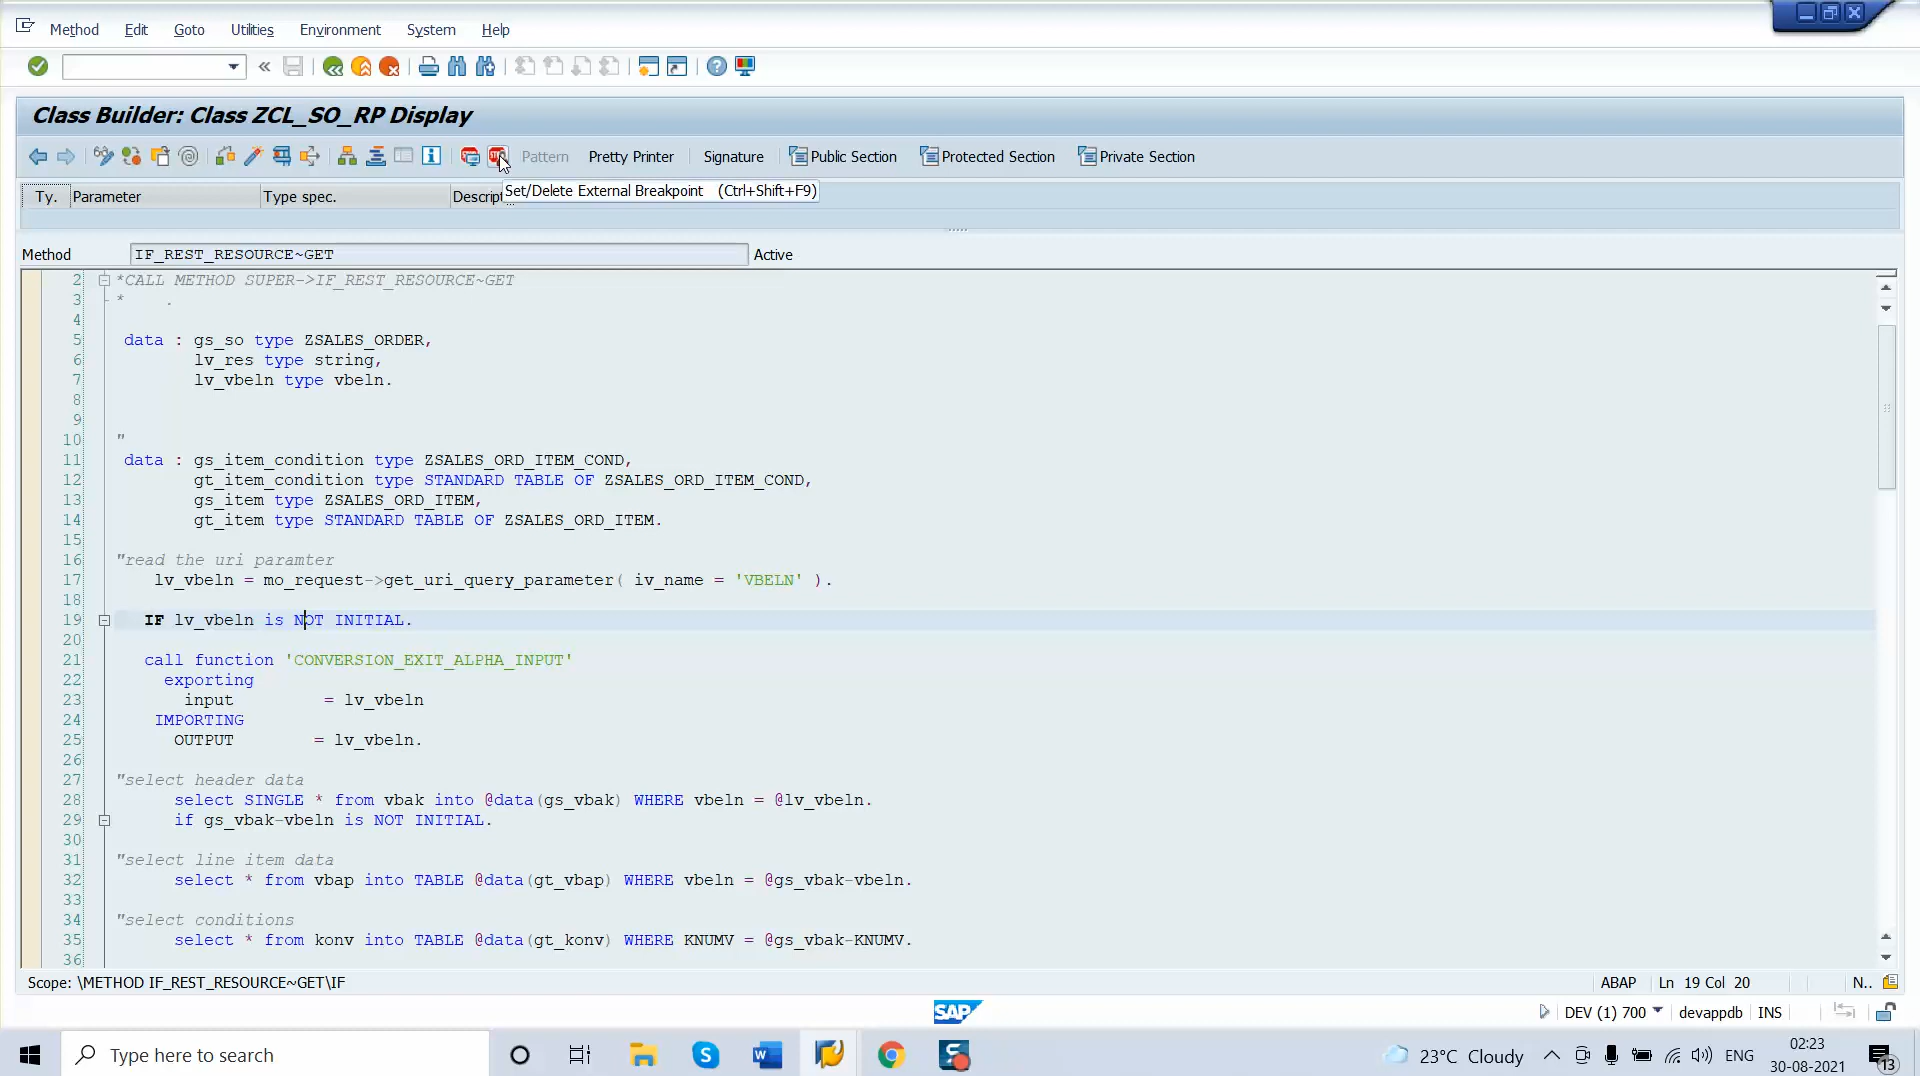 Method Edit Goto Utilities Environment System Help
Class Builder: Class ZCL_SO_RP Display
Pattern Pretty Printer Signature Public Section Protected Section Private Section
Set/Delete External Breakpoint (Ctrl+Shift+F9)
Ty. Parameter Type spec. Descript
Method IF_REST_RESOURCE~GET Active
2 *CALL METHOD SUPER->IF_REST_RESOURCE~GET
3 * .
4
5 data : gs_so type ZSALES_ORDER,
6 lv_res type string,
7 lv_vbeln type vbeln.
8
9
10 "
11 data : gs_item_condition type ZSALES_ORD_ITEM_COND,
12 gt_item_condition type STANDARD TABLE OF ZSALES_ORD_ITEM_COND,
13 gs_item type ZSALES_ORD_ITEM,
14 gt_item type STANDARD TABLE OF ZSALES_ORD_ITEM.
15
16 "read the uri paramter
17 lv_vbeln = mo_request->get_uri_query_parameter( iv_name = 'VBELN' ).
18
19 IF lv_vbeln is NOT INITIAL.
20
21 call function 'CONVERSION_EXIT_ALPHA_INPUT'
22 exporting
23 input = lv_vbeln
24 IMPORTING
25 OUTPUT = lv_vbeln.
26
27 "select header data
28 select SINGLE * from vbak into @data(gs_vbak) WHERE vbeln = @lv_vbeln.
29 if gs_vbak-vbeln is NOT INITIAL.
30
31 "select line item data
32 select * from vbap into TABLE @data(gt_vbap) WHERE vbeln = @gs_vbak-vbeln.
33
34 "select conditions
35 select * from konv into TABLE @data(gt_konv) WHERE KNUMV = @gs_vbak-KNUMV.
36
Scope: \METHOD IF_REST_RESOURCE~GET\IF ABAP Ln 19 Col 20 N..
SAP DEV (1) 700 devappdb INS
Type here to search 23°C Cloudy ENG 02:23
30-08-2021 13